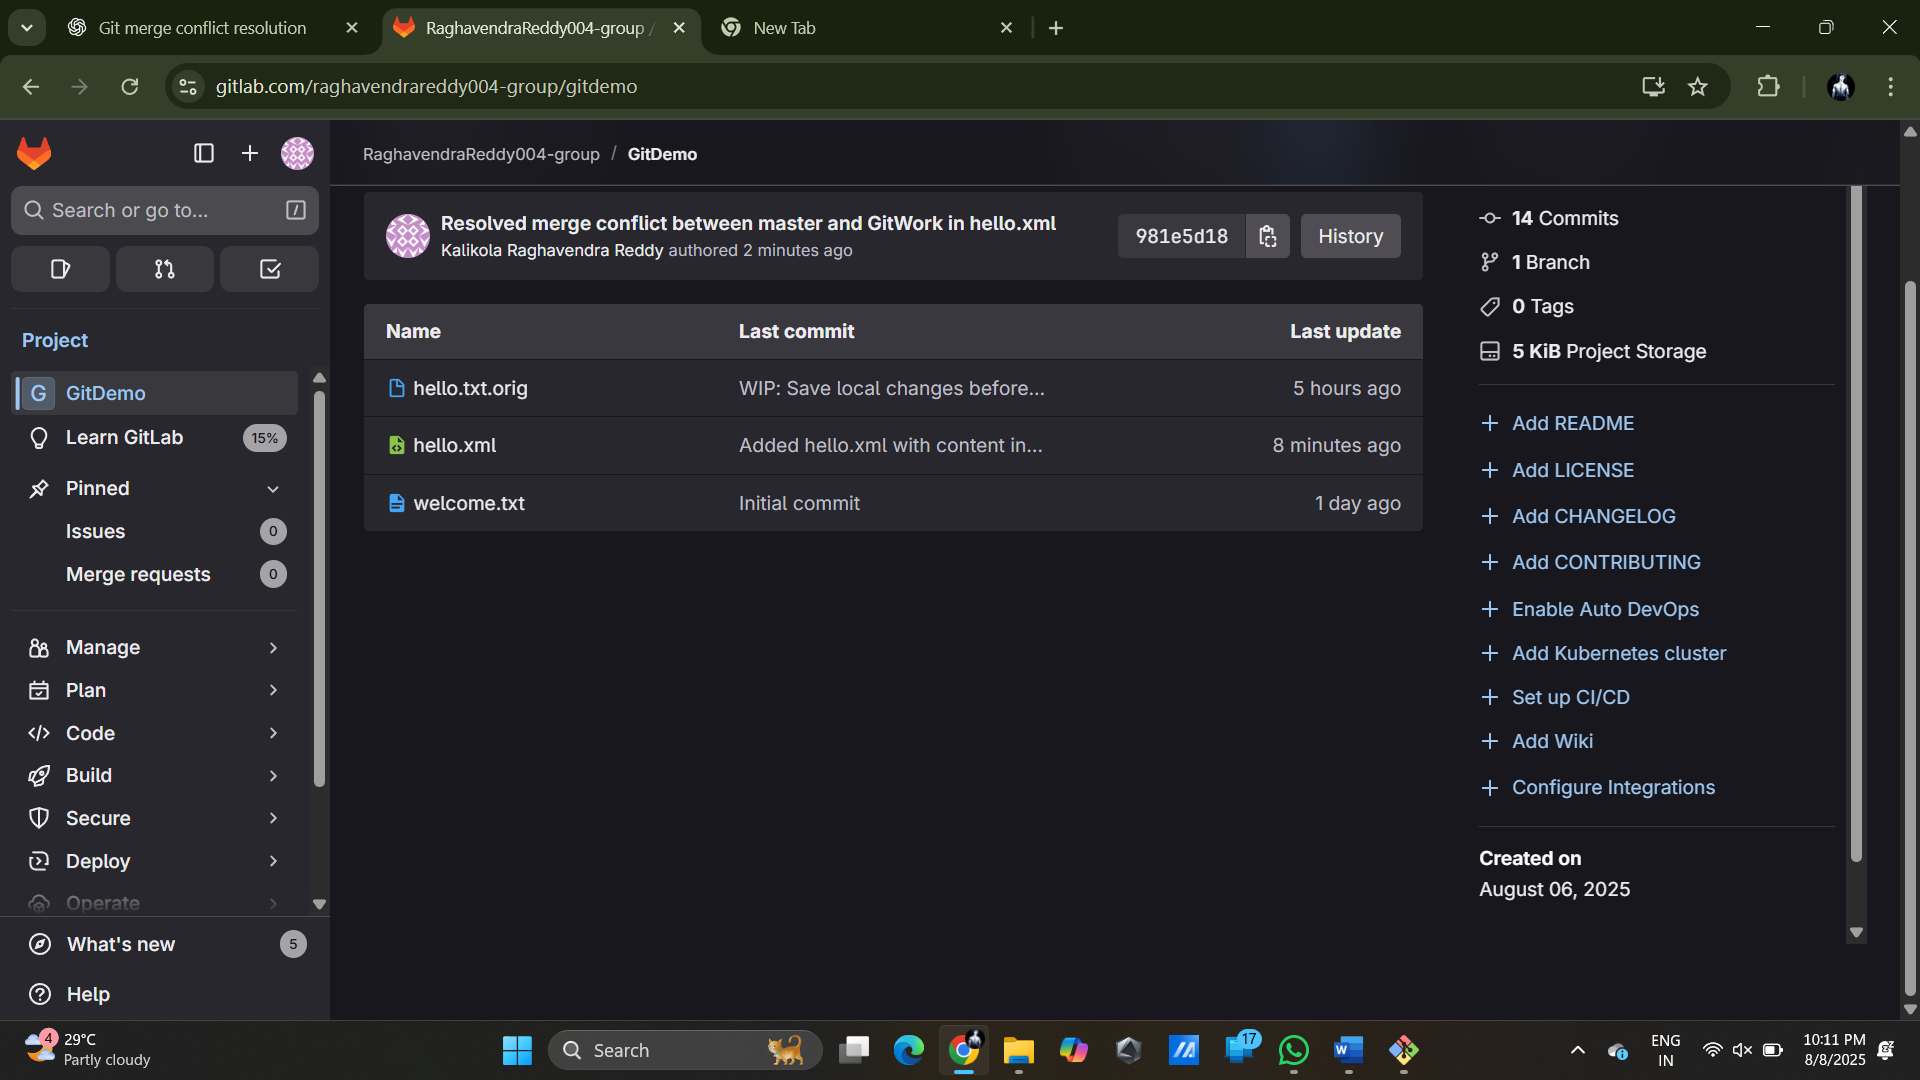 Git merge conflict resolution
RaghavendraReddy004-group /
New Tab
gitlab.com/raghavendrareddy004-group/gitdemo
RaghavendraReddy004-group / GitDemo
Search or go to... /
Project
G GitDemo
Learn GitLab 15%
Pinned
Issues 0
Merge requests 0
Manage
Plan
Code
Build
Secure
Deploy
Operate
What's new 5
Help
Resolved merge conflict between master and GitWork in hello.xml
Kalikola Raghavendra Reddy authored 2 minutes ago
981e5d18
History
Name Last commit Last update
hello.txt.orig WIP: Save local changes before... 5 hours ago
hello.xml Added hello.xml with content in... 8 minutes ago
welcome.txt Initial commit 1 day ago
14 Commits
1 Branch
0 Tags
5 KiB Project Storage
Add README
Add LICENSE
Add CHANGELOG
Add CONTRIBUTING
Enable Auto DevOps
Add Kubernetes cluster
Set up CI/CD
Add Wiki
Configure Integrations
Created on
August 06, 2025
4
29°C
Partly cloudy
Search
17
W
ENG
IN
10:11 PM
8/8/2025